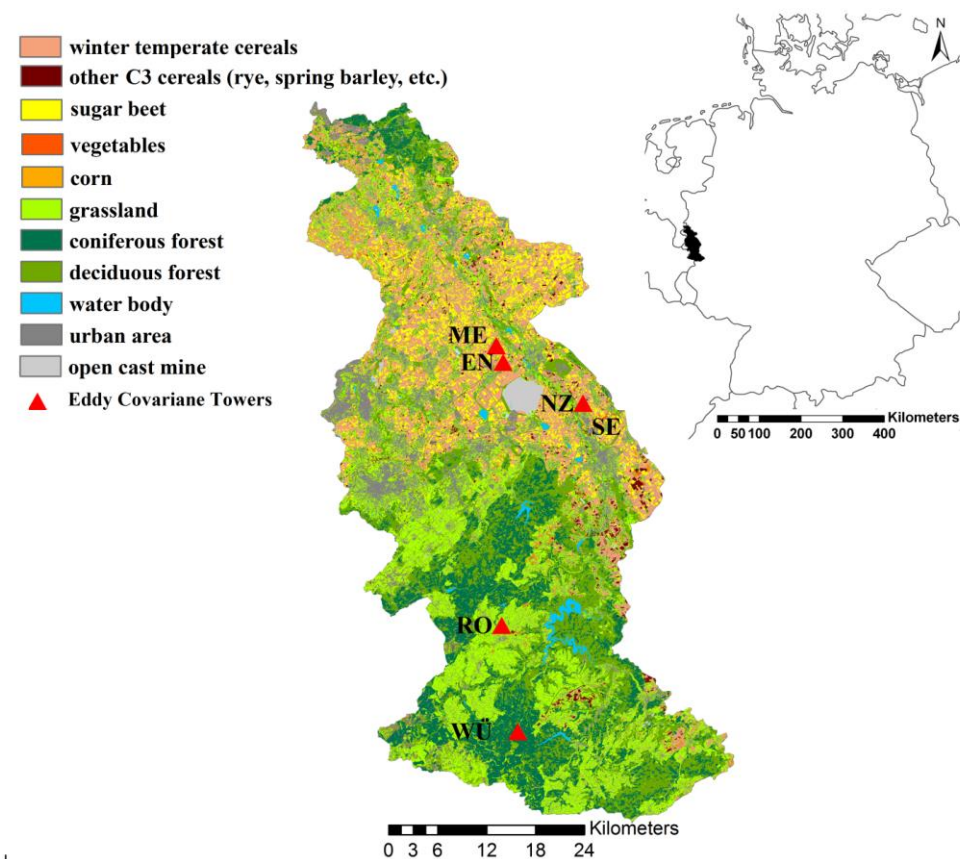 winter temperate cereals
other C3 cereals (rye, spring barley, etc.)
sugar beet
vegetables
corn
grassland
coniferous forest
deciduous forest
water body
urban area
open cast mine
Eddy Covariane Towers
N
Kilometers
0 50 100 200 300 400
ME
EN
NZ
SE
RO
WÜ
Kilometers
0 3 6 12 18 24